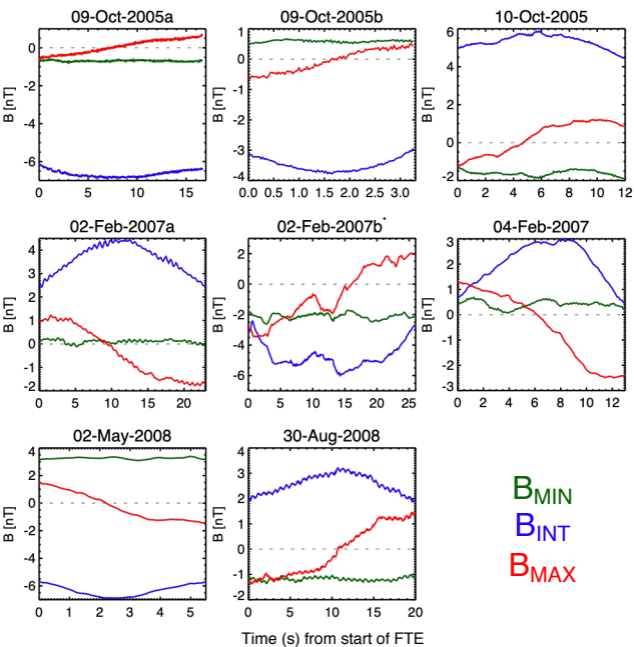 09-Oct-2005a 09-Oct-2005b 10-Oct-2005
B [nT] 0 -2 -4 -6
0 5 10 15
B [nT] 1 0 -1 -2 -3 -4
0.0 0.5 1.0 1.5 2.0 2.5 3.0
B [nT] 6 4 2 0 -2
0 2 4 6 8 10 12
02-Feb-2007a 02-Feb-2007b* 04-Feb-2007
B [nT] 4 3 2 1 0 -1 -2
0 5 10 15 20
B [nT] 2 0 -2 -4 -6
0 5 10 15 20 25
B [nT] 3 2 1 0 -1 -2 -3
0 2 4 6 8 10 12
02-May-2008 30-Aug-2008
B [nT] 4 2 0 -2 -4 -6
0 1 2 3 4 5
B [nT] 4 3 2 1 0 -1 -2
0 5 10 15 20
BMIN
BINT
BMAX
Time (s) from start of FTE